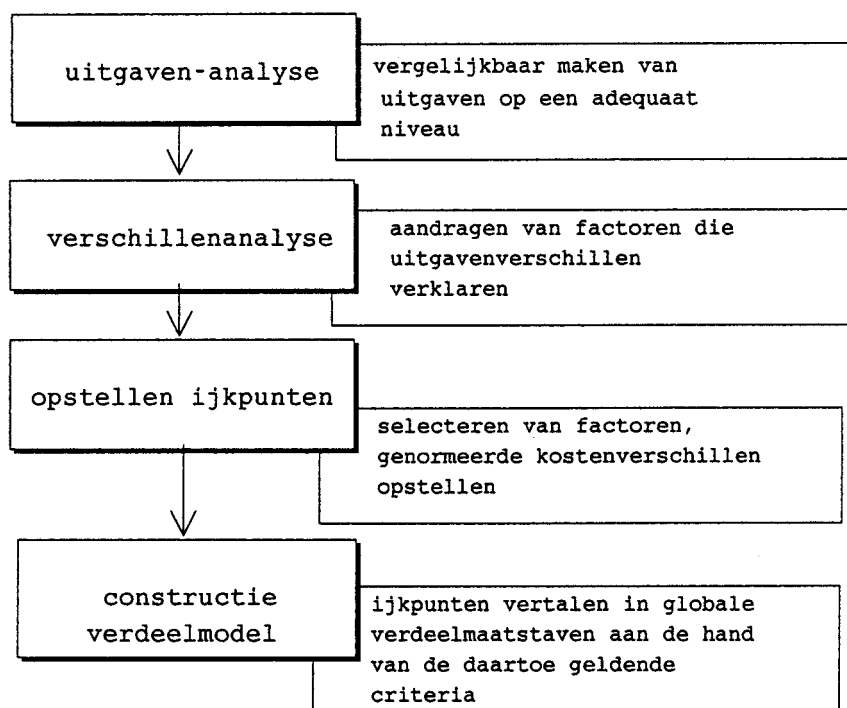 uitgaven-analyse
vergelijkbaar maken van
uitgaven op een adequaat
niveau
verschillenanalyse
aandragen van factoren die
uitgavenverschillen
verklaren
opstellen ijkpunten
selecteren van factoren,
genormeerde kostenverschillen
opstellen
constructie
verdeelmodel
ijkpunten vertalen in globale
verdeelmaatstaven aan de hand
van de daartoe geldende
criteria